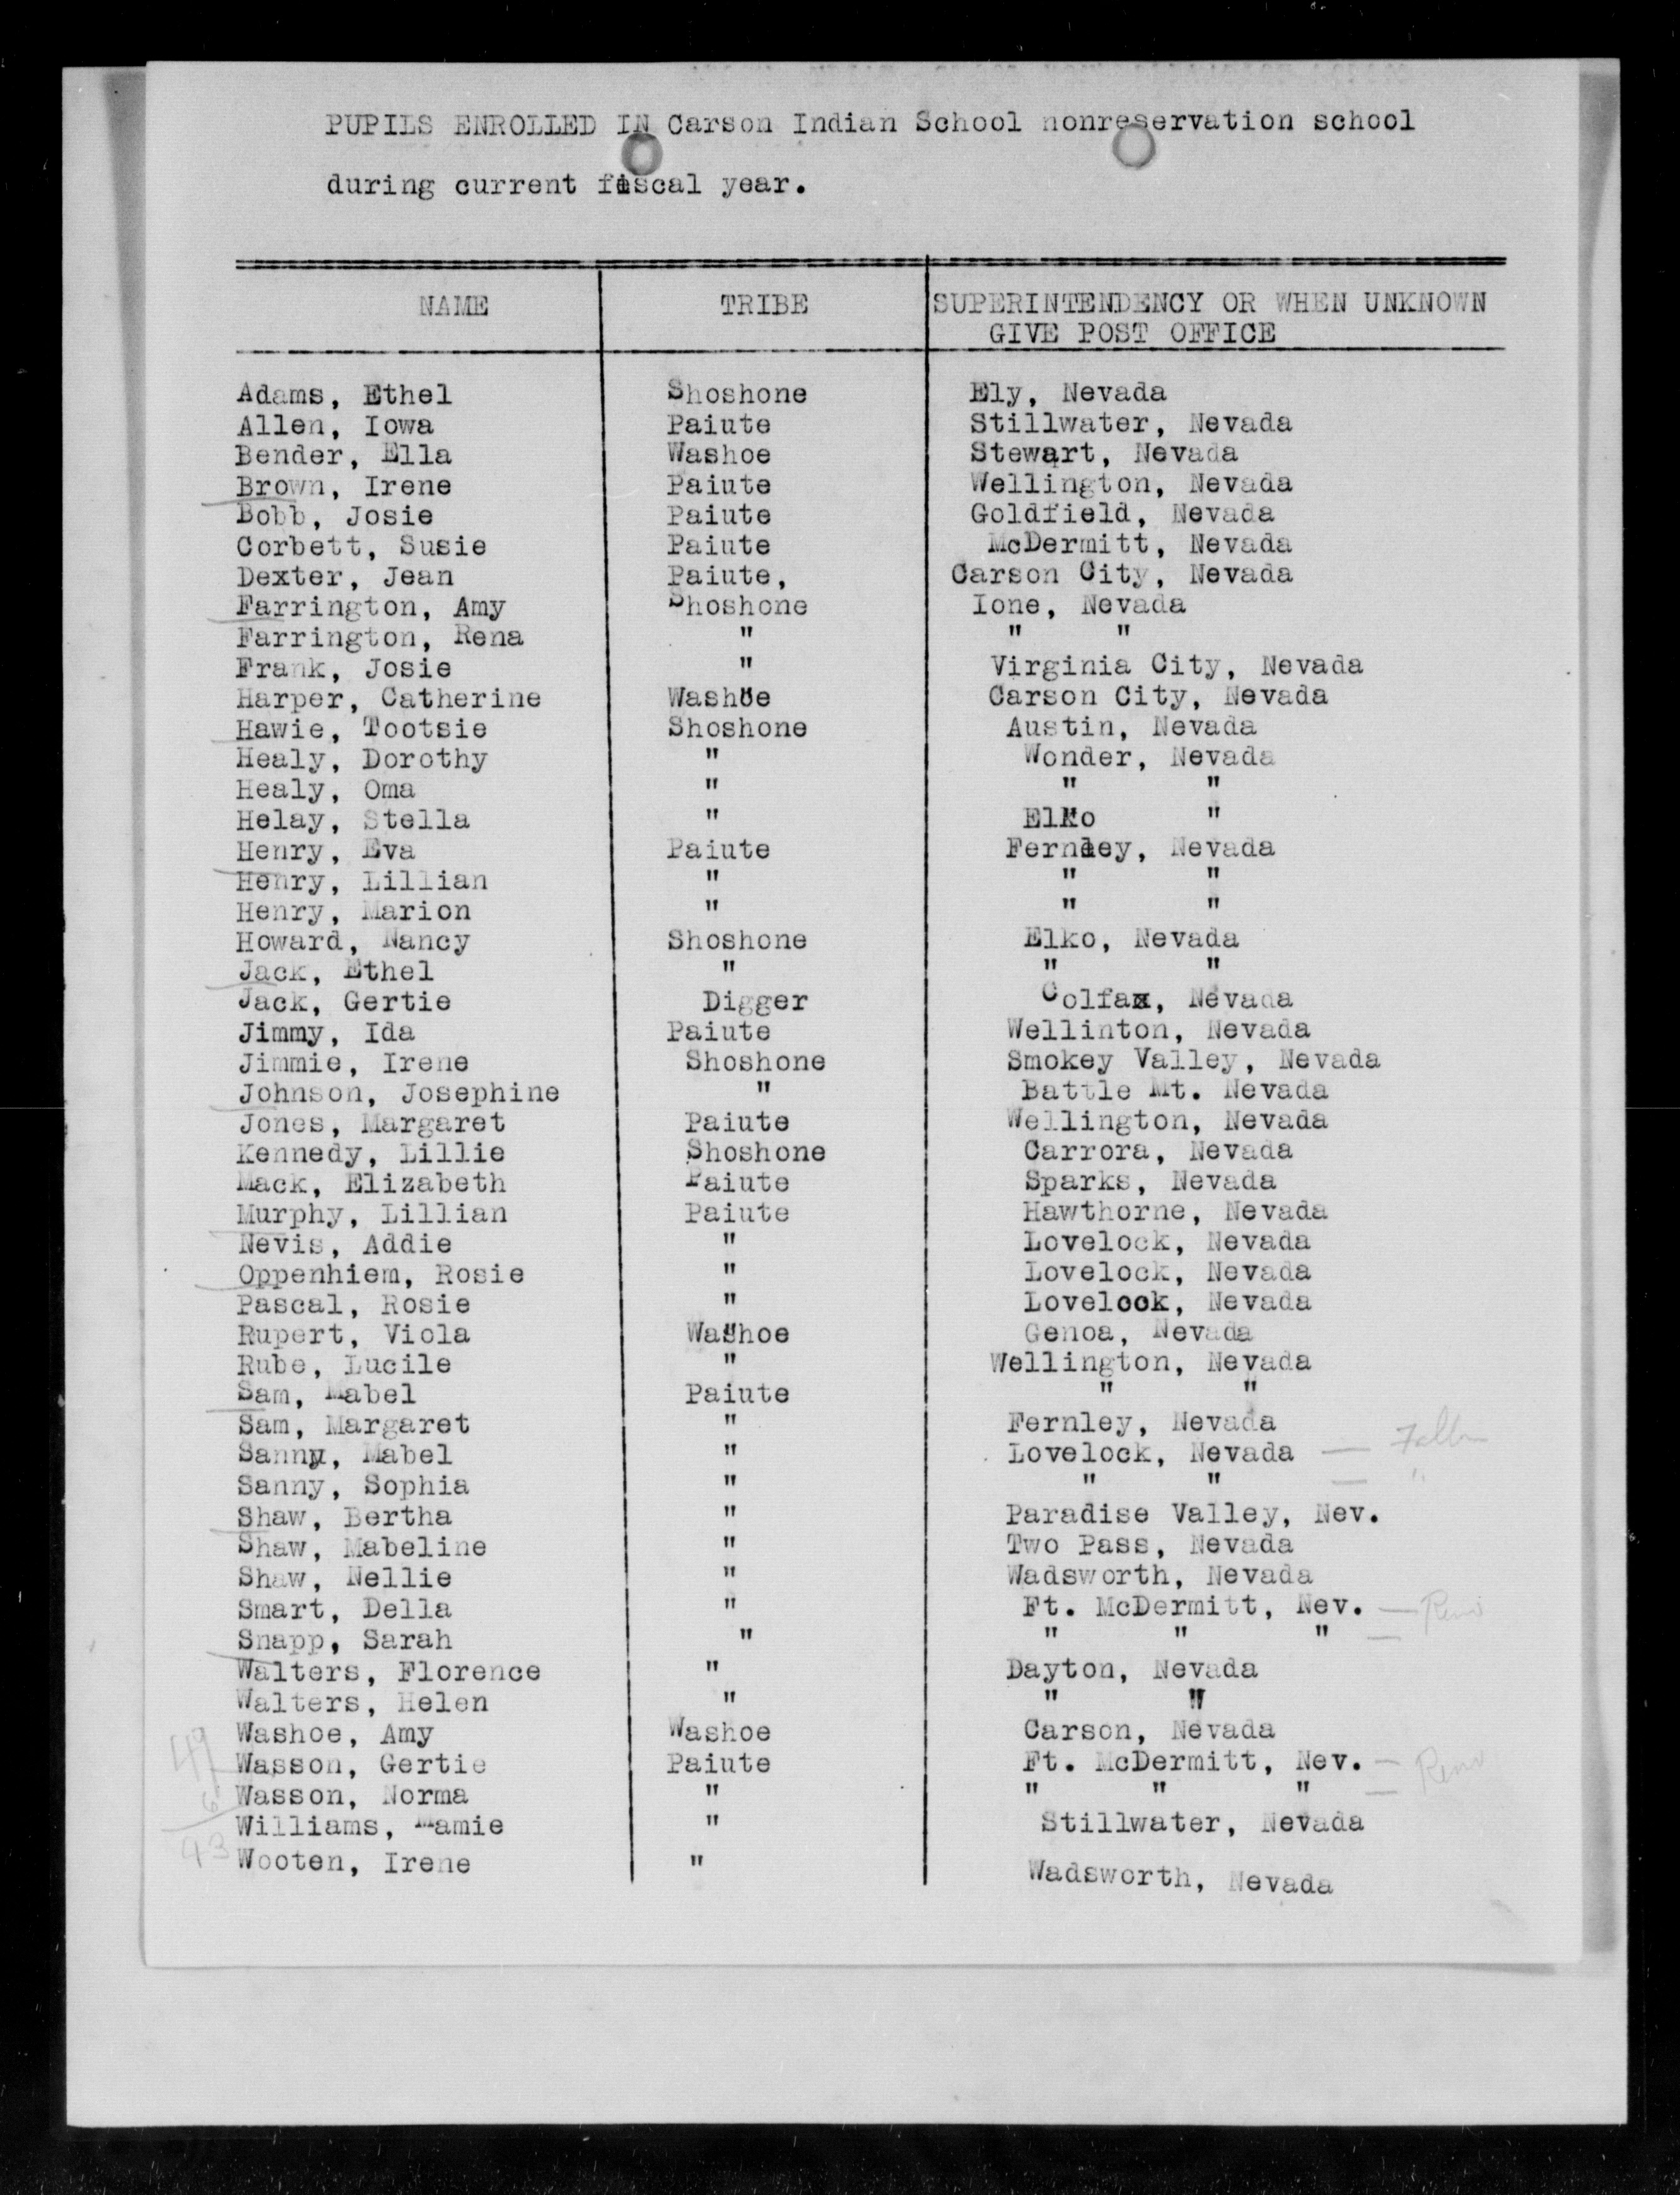 PUPILS ENROLLED IN Carson Indian School nonreservation school
during current fiscal year.
NAME TRIBE SUPERINTENDENCY OR WHEN UNKNOWN
GIVE POST OFFICE
Adams, Ethel Shoshone Ely, Nevada
Allen, Iowa Paiute Stillwater, Nevada
Bender, Ella Washoe Stewart, Nevada
Brown, Irene Paiute Wellington, Nevada
Bobb, Josie Paiute Goldfield, Nevada
Corbett, Susie Paiute McDermitt, Nevada
Dexter, Jean Paiute, Carson City, Nevada
Farrington, Amy Shoshone Ione, Nevada
Farrington, Rena " " "
Frank, Josie " Virginia City, Nevada
Harper, Catherine Washoe Carson City, Nevada
Hawie, Tootsie Shoshone Austin, Nevada
Healy, Dorothy " Wonder, Nevada
Healy, Oma " " "
Helay, Stella " Elko "
Henry, Eva Paiute Fernley, Nevada
Henry, Lillian " " "
Henry, Marion " " "
Howard, Nancy Shoshone Elko, Nevada
Jack, Ethel " " "
Jack, Gertie Digger Colfax, Nevada
Jimmy, Ida Paiute Wellinton, Nevada
Jimmie, Irene Shoshone Smokey Valley, Nevada
Johnson, Josephine " Battle Mt. Nevada
Jones, Margaret Paiute Wellington, Nevada
Kennedy, Lillie Shoshone Carrora, Nevada
Mack, Elizabeth Paiute Sparks, Nevada
Murphy, Lillian Paiute Hawthorne, Nevada
Nevis, Addie " Lovelock, Nevada
Oppenhiem, Rosie " Lovelock, Nevada
Pascal, Rosie " Lovelock, Nevada
Rupert, Viola Washoe Genoa, Nevada
Rube, Lucile " Wellington, Nevada
Sam, Mabel Paiute " "
Sam, Margaret " Fernley, Nevada
Sanny, Mabel " Lovelock, Nevada —
Sanny, Sophia " " " — "
Shaw, Bertha " Paradise Valley, Nev.
Shaw, Mabeline " Two Pass, Nevada
Shaw, Nellie " Wadsworth, Nevada
Smart, Della " Ft. McDermitt, Nev. — Reno
Snapp, Sarah " " " " —
Walters, Florence " Dayton, Nevada
Walters, Helen " " "
Washoe, Amy Washoe Carson, Nevada
49 Wasson, Gertie Paiute Ft. McDermitt, Nev. — Reno
6 Wasson, Norma " " " " —
Williams, Mamie " Stillwater, Nevada
43 Wooten, Irene " Wadsworth, Nevada